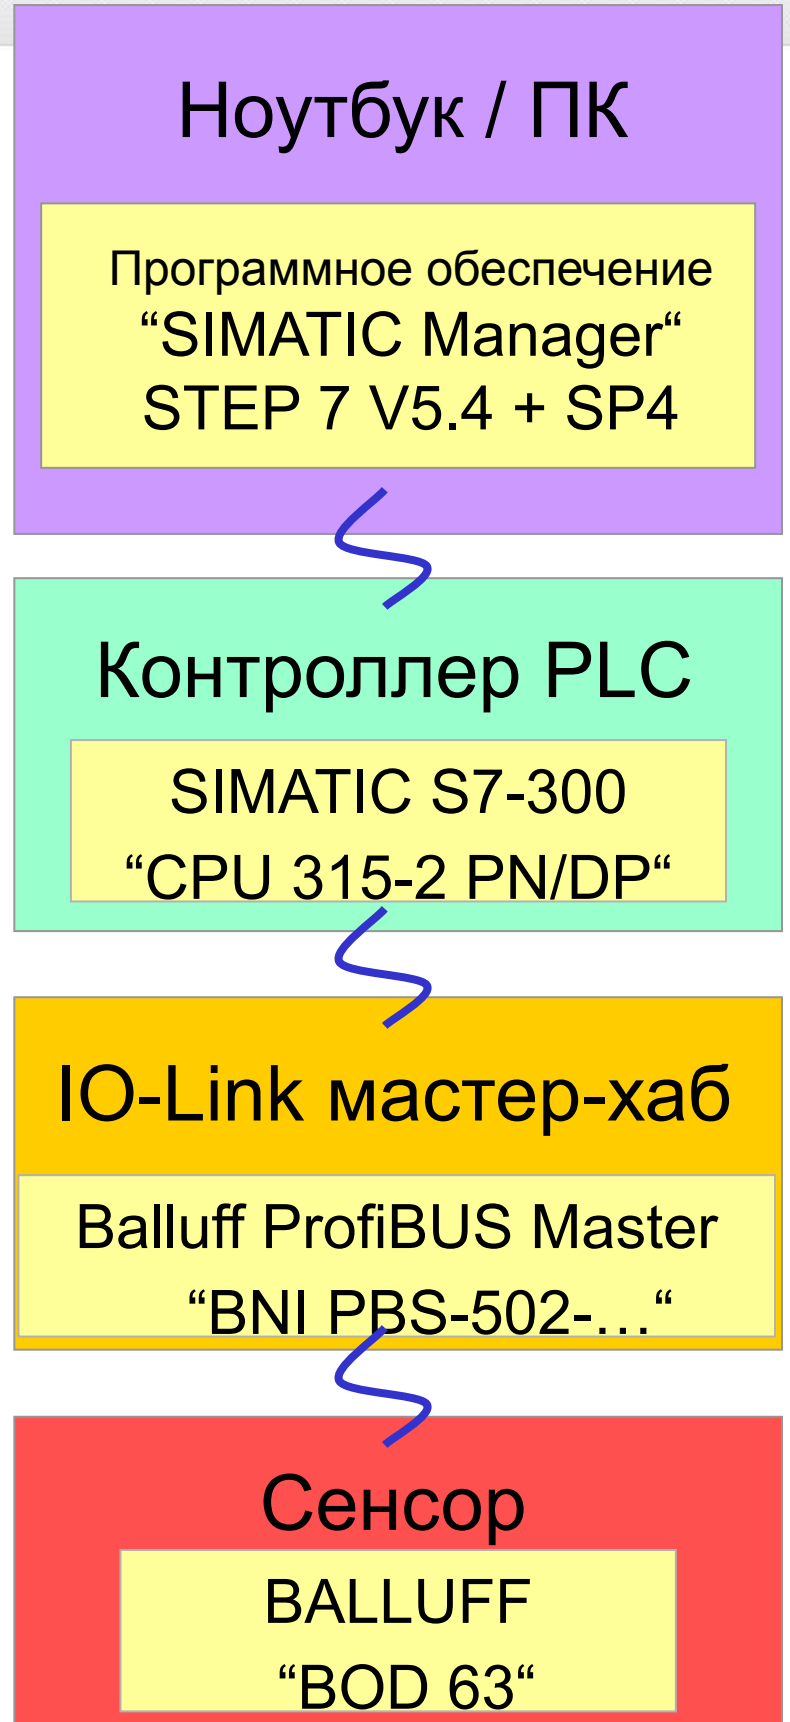 Ноутбук / ПК
Программное обеспечение
“SIMATIC Manager“
STEP 7 V5.4 + SP4
Контроллер PLC
SIMATIC S7-300
“CPU 315-2 PN/DP“
IO-Link мастер-хаб
Balluff ProfiBUS Master
“BNI PBS-502-…“
Сенсор
BALLUFF
“BOD 63“